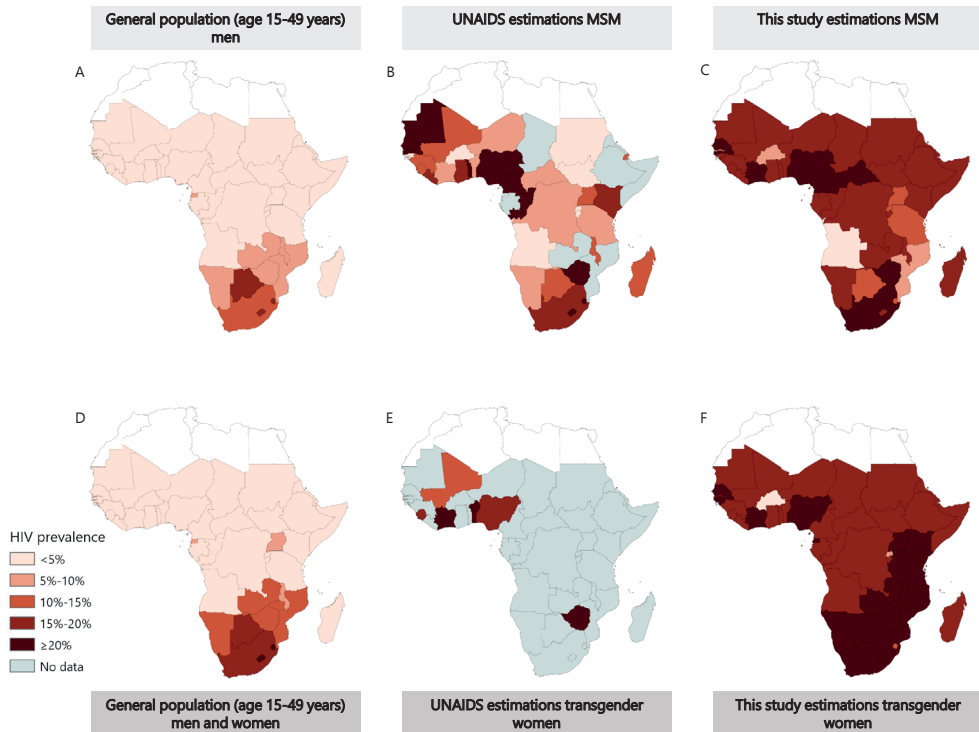 General population (age 15-49 years)
men
UNAIDS estimations MSM
This study estimations MSM
A
B
C
D
E
F
HIV prevalence
<5%
5%-10%
10%-15%
15%-20%
≥20%
No data
General population (age 15-49 years)
men and women
UNAIDS estimations transgender
women
This study estimations transgender
women